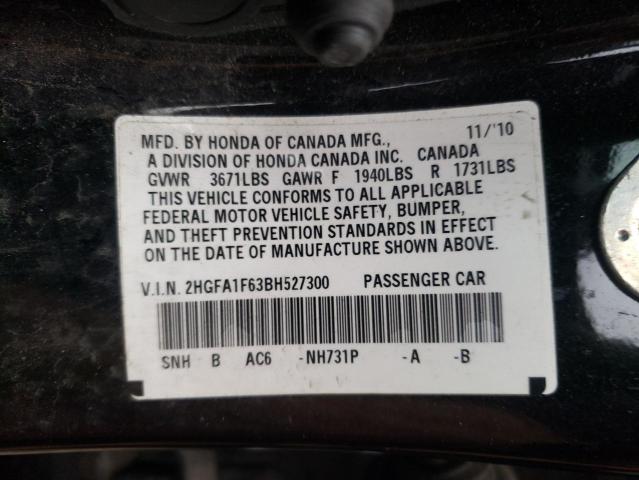 MFD. BY HONDA OF CANADA MFG., 11/'10
A DIVISION OF HONDA CANADA INC. CANADA
GVWR 3671LBS GAWR F 1940LBS R 1731LBS
THIS VEHICLE CONFORMS TO ALL APPLICABLE
FEDERAL MOTOR VEHICLE SAFETY, BUMPER,
AND THEFT PREVENTION STANDARDS IN EFFECT
ON THE DATE OF MANUFACTURE SHOWN ABOVE.
V.I.N. 2HGFA1F63BH527300 PASSENGER CAR
SNH B AC6 -NH731P -A -B